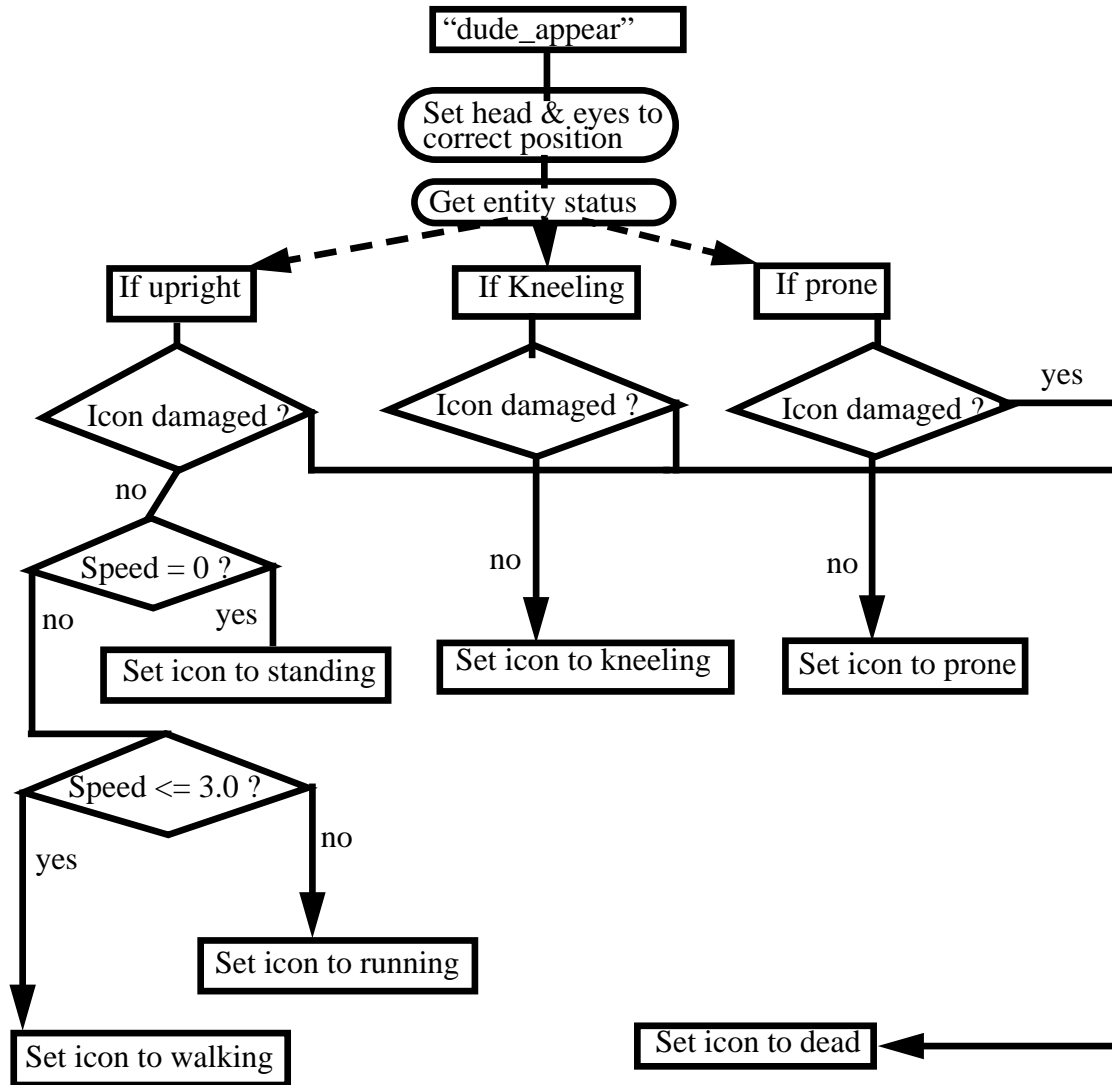 “dude_appear”
Set head & eyes to
correct position
Get entity status
If upright
If Kneeling
If prone
Icon damaged ?
Icon damaged ?
Icon damaged ?
yes
no
Speed = 0 ?
no
no
no
yes
Set icon to standing
Set icon to kneeling
Set icon to prone
Speed <= 3.0 ?
yes
no
Set icon to running
Set icon to walking
Set icon to dead